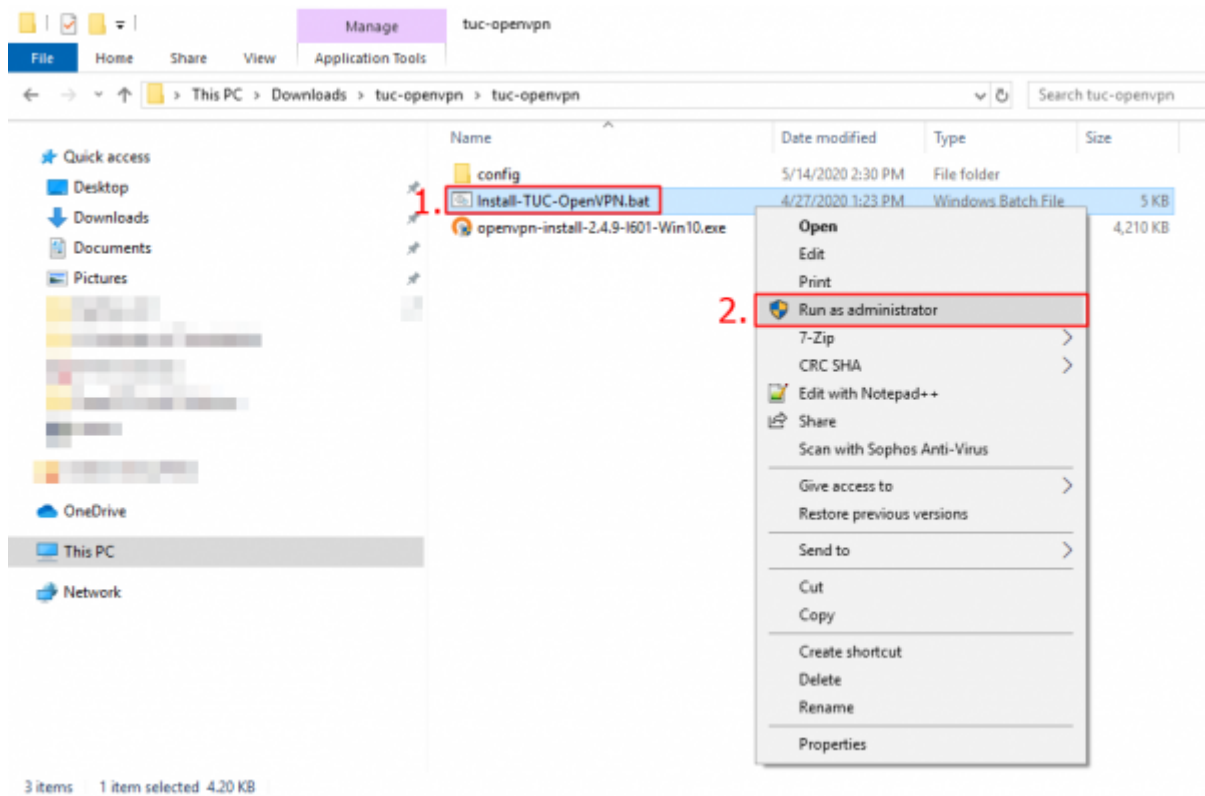 Manage
tuc-openvpn
File
Home
Share
View
Application Tools
This PC > Downloads > tuc-openvpn > tuc-openvpn
Search tuc-openvpn
Name
Date modified
Type
Size
Quick access
Desktop
Downloads
Documents
Pictures
OneDrive
This PC
Network
config
5/14/2020 2:30 PM
File folder
1.
Install-TUC-OpenVPN.bat
4/27/2020 1:23 PM
Windows Batch File
5 KB
openvpn-install-2.4.9-I601-Win10.exe
4,210 KB
Open
Edit
Print
2.
Run as administrator
7-Zip
CRC SHA
Edit with Notepad++
Share
Scan with Sophos Anti-Virus
Give access to
Restore previous versions
Send to
Cut
Copy
Create shortcut
Delete
Rename
Properties
3 items
1 item selected 4.20 KB